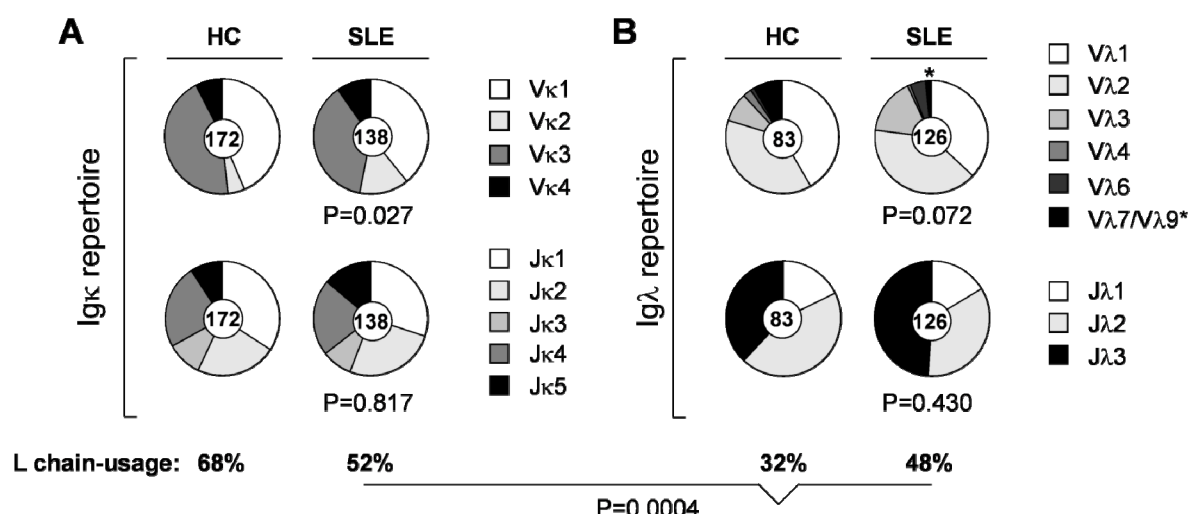 A
HC
SLE
Igκ repertoire
172
138
Vκ1
Vκ2
Vκ3
Vκ4
P=0.027
172
138
Jκ1
Jκ2
Jκ3
Jκ4
Jκ5
P=0.817
B
HC
SLE
Igλ repertoire
83
*
126
Vλ1
Vλ2
Vλ3
Vλ4
Vλ6
Vλ7/Vλ9*
P=0.072
83
126
Jλ1
Jλ2
Jλ3
P=0.430
L chain-usage: 68% 52% 32% 48%
P=0.0004